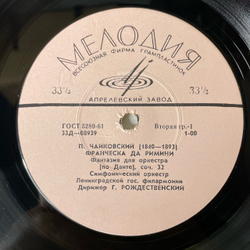 МЕЛОДИЯ
ВСЕСОЮЗНАЯ ФИРМА ГРАМПЛАСТИНОК
33⅓ 33⅓
АПРЕЛЕВСКИЙ ЗАВОД
ГОСТ 5289-61 Вторая гр.-1
33Д—08939 1-00
П. ЧАЙКОВСКИЙ (1840—1893)
ФРАНЧЕСКА ДА РИМИНИ
Фантазия для оркестра
(по Данте), соч. 32
Симфонический оркестр
Ленинградской гос. филармонии
Дирижер Г. РОЖДЕСТВЕНСКИЙ